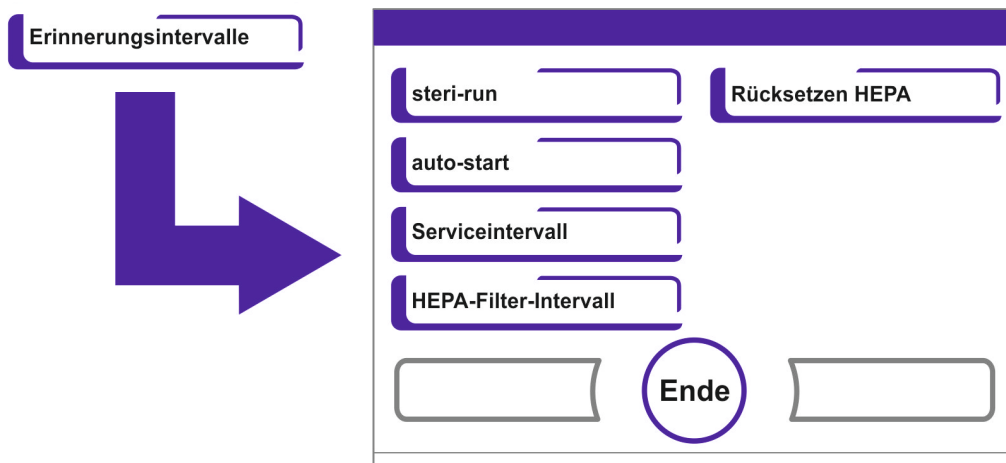 Erinnerungsintervalle
steri-run
Rücksetzen HEPA
auto-start
Serviceintervall
HEPA-Filter-Intervall
Ende